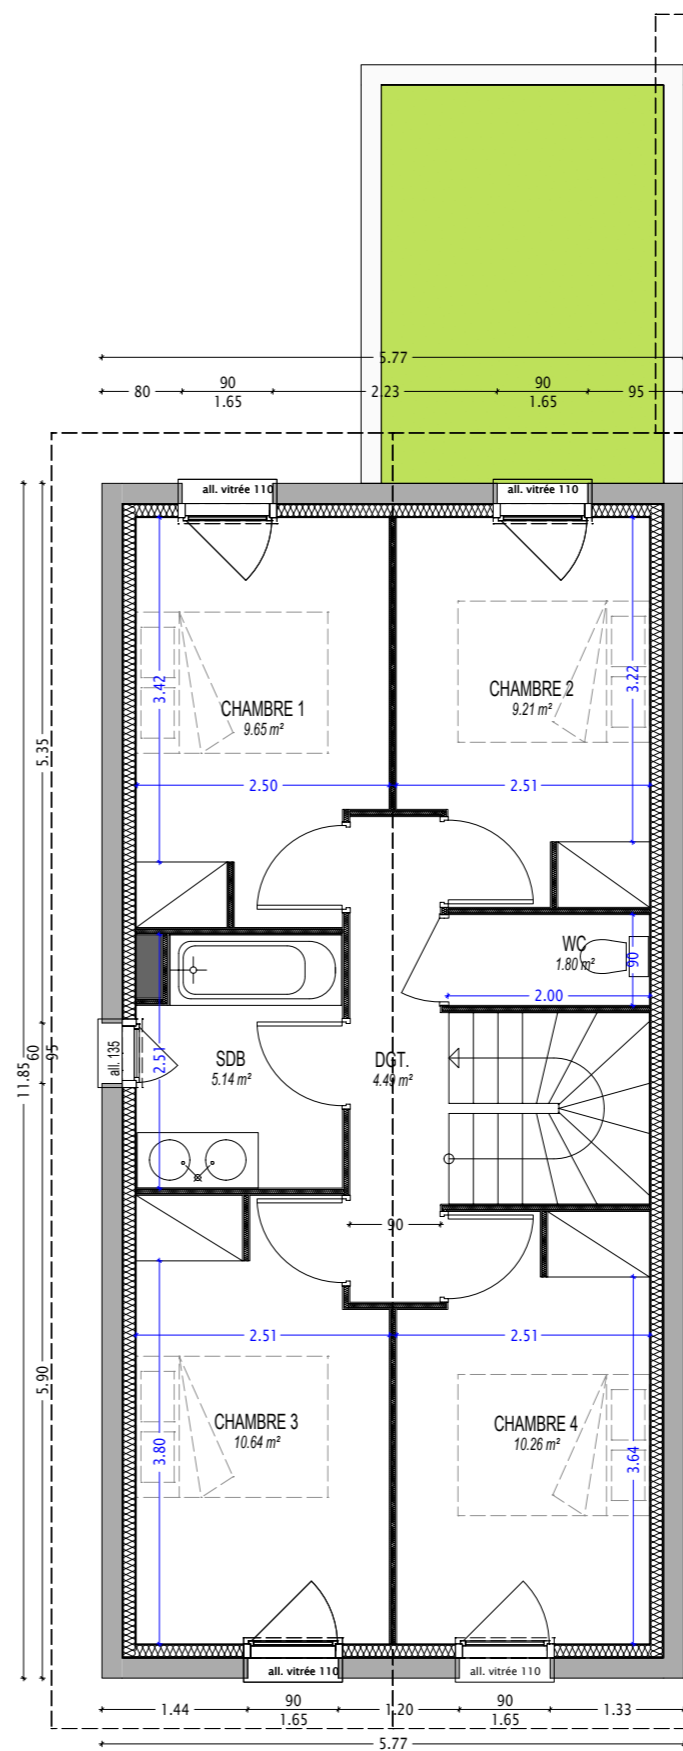 5.77
80
90
1.65
2.23
90
1.65
95
all. vitrée 110
all. vitrée 110
3.42
3.22
CHAMBRE 1
9.65 m²
CHAMBRE 2
9.21 m²
5.35
2.50
2.51
WC
1.80 m²
90
2.00
11.85
60
95
all. 135
2.51
SDB
5.14 m²
DGT.
4.49 m²
90
2.51
2.51
5.90
CHAMBRE 3
10.64 m²
CHAMBRE 4
10.26 m²
3.80
3.64
all. vitrée 110
all. vitrée 110
1.44
90
1.65
1.20
90
1.65
1.33
5.77